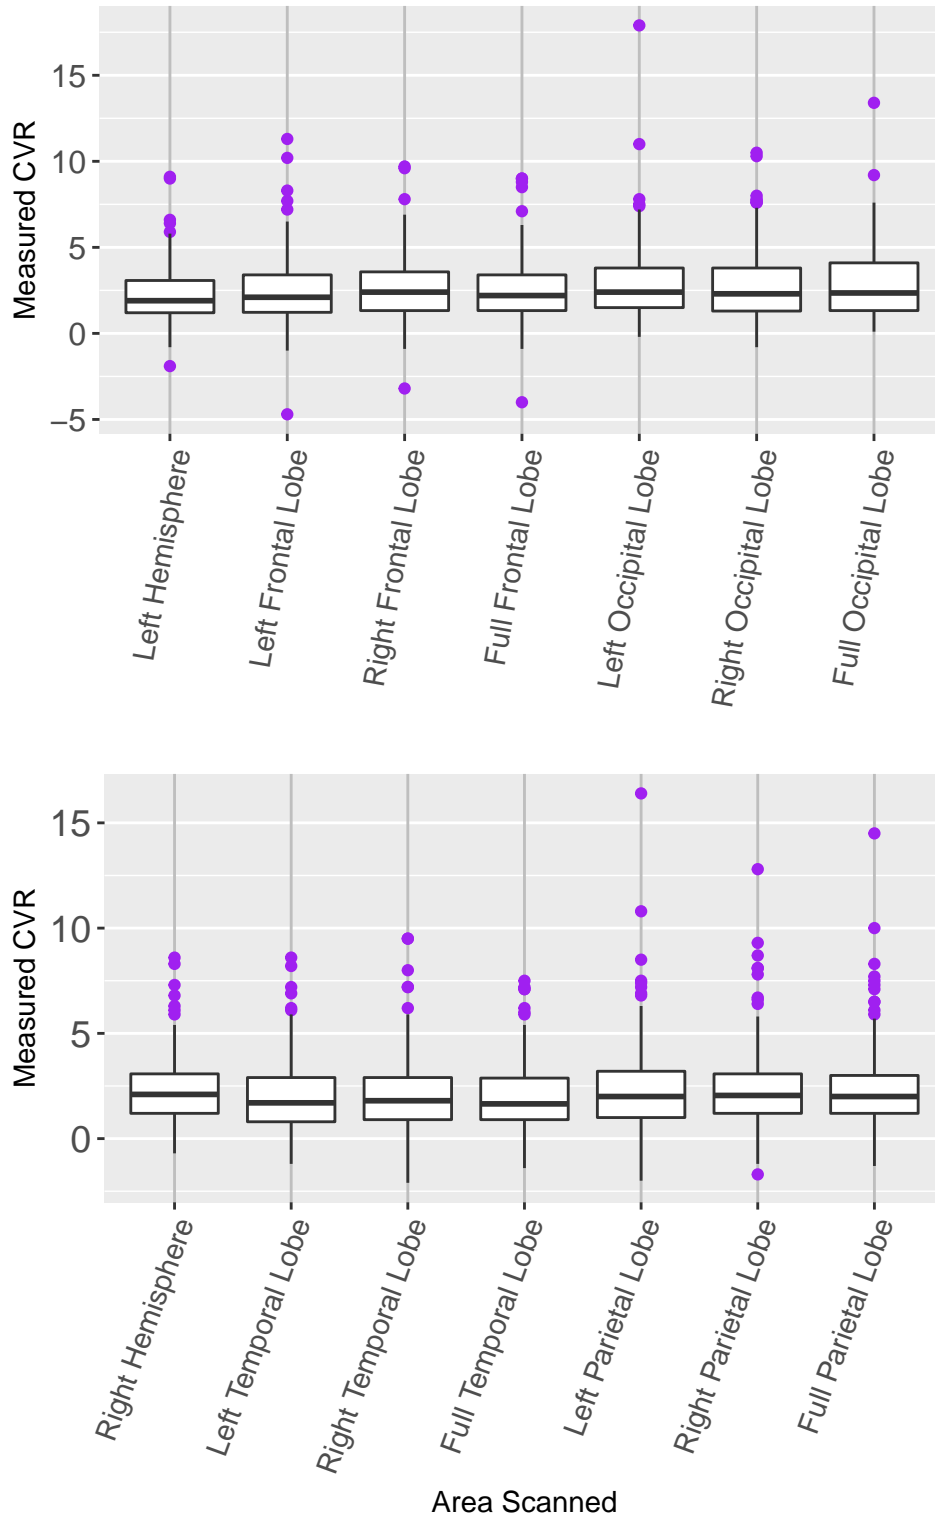 Measured CVR
15
10
5
0
−5
Left Hemisphere
Left Frontal Lobe
Right Frontal Lobe
Full Frontal Lobe
Left Occipital Lobe
Right Occipital Lobe
Full Occipital Lobe
Measured CVR
15
10
5
0
Right Hemisphere
Left Temporal Lobe
Right Temporal Lobe
Full Temporal Lobe
Left Parietal Lobe
Right Parietal Lobe
Full Parietal Lobe
Area Scanned